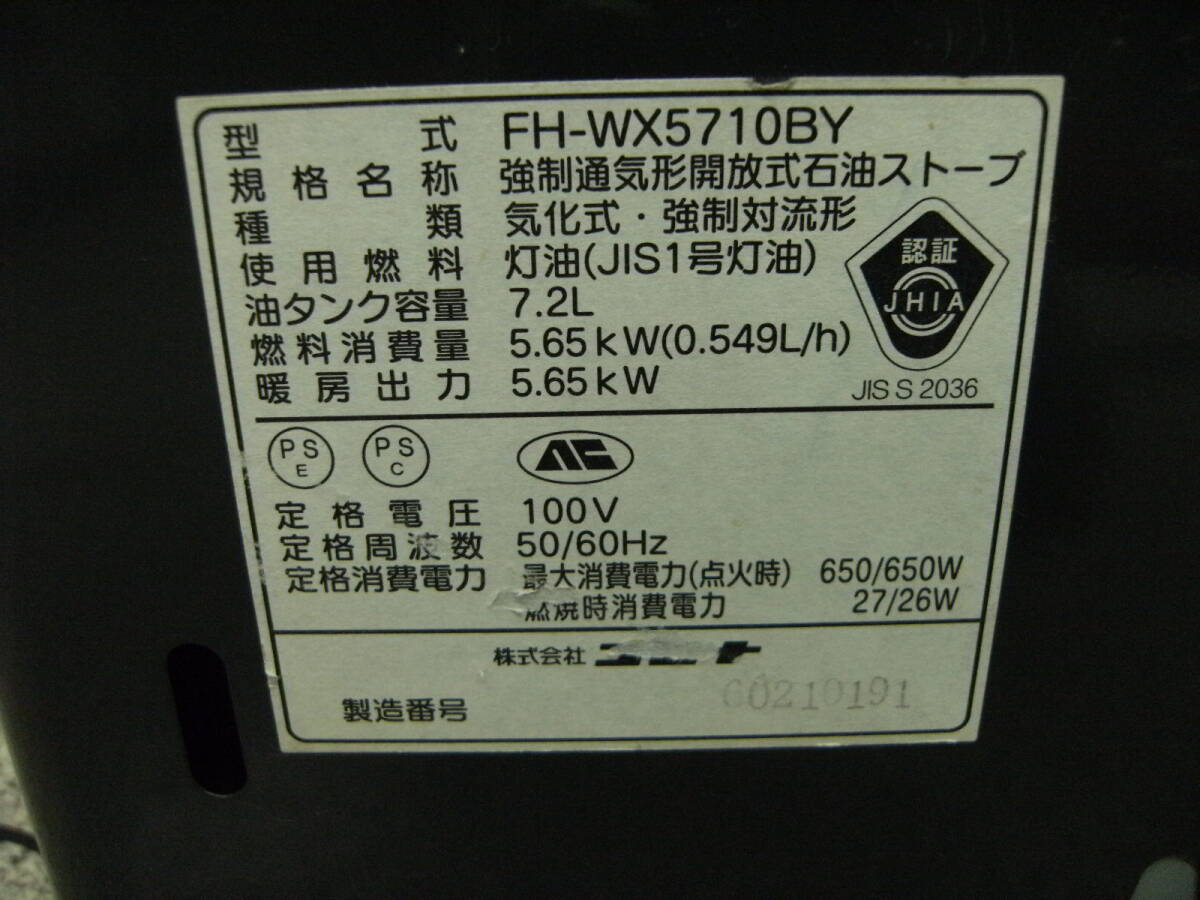 型式 FH-WX5710BY
規格名称 強制通気形開放式石油ストーブ
種類 気化式・強制対流形
使用燃料 灯油(JIS1号灯油)
油タンク容量 7.2L
燃料消費量 5.65kW(0.549L/h)
暖房出力 5.65kW
認証
JHIA
JIS S 2036
PS E
PS C
定格電圧 100V
定格周波数 50/60Hz
定格消費電力 最大消費電力(点火時) 650/650W
燃焼時消費電力 27/26W
株式会社
製造番号 0210191